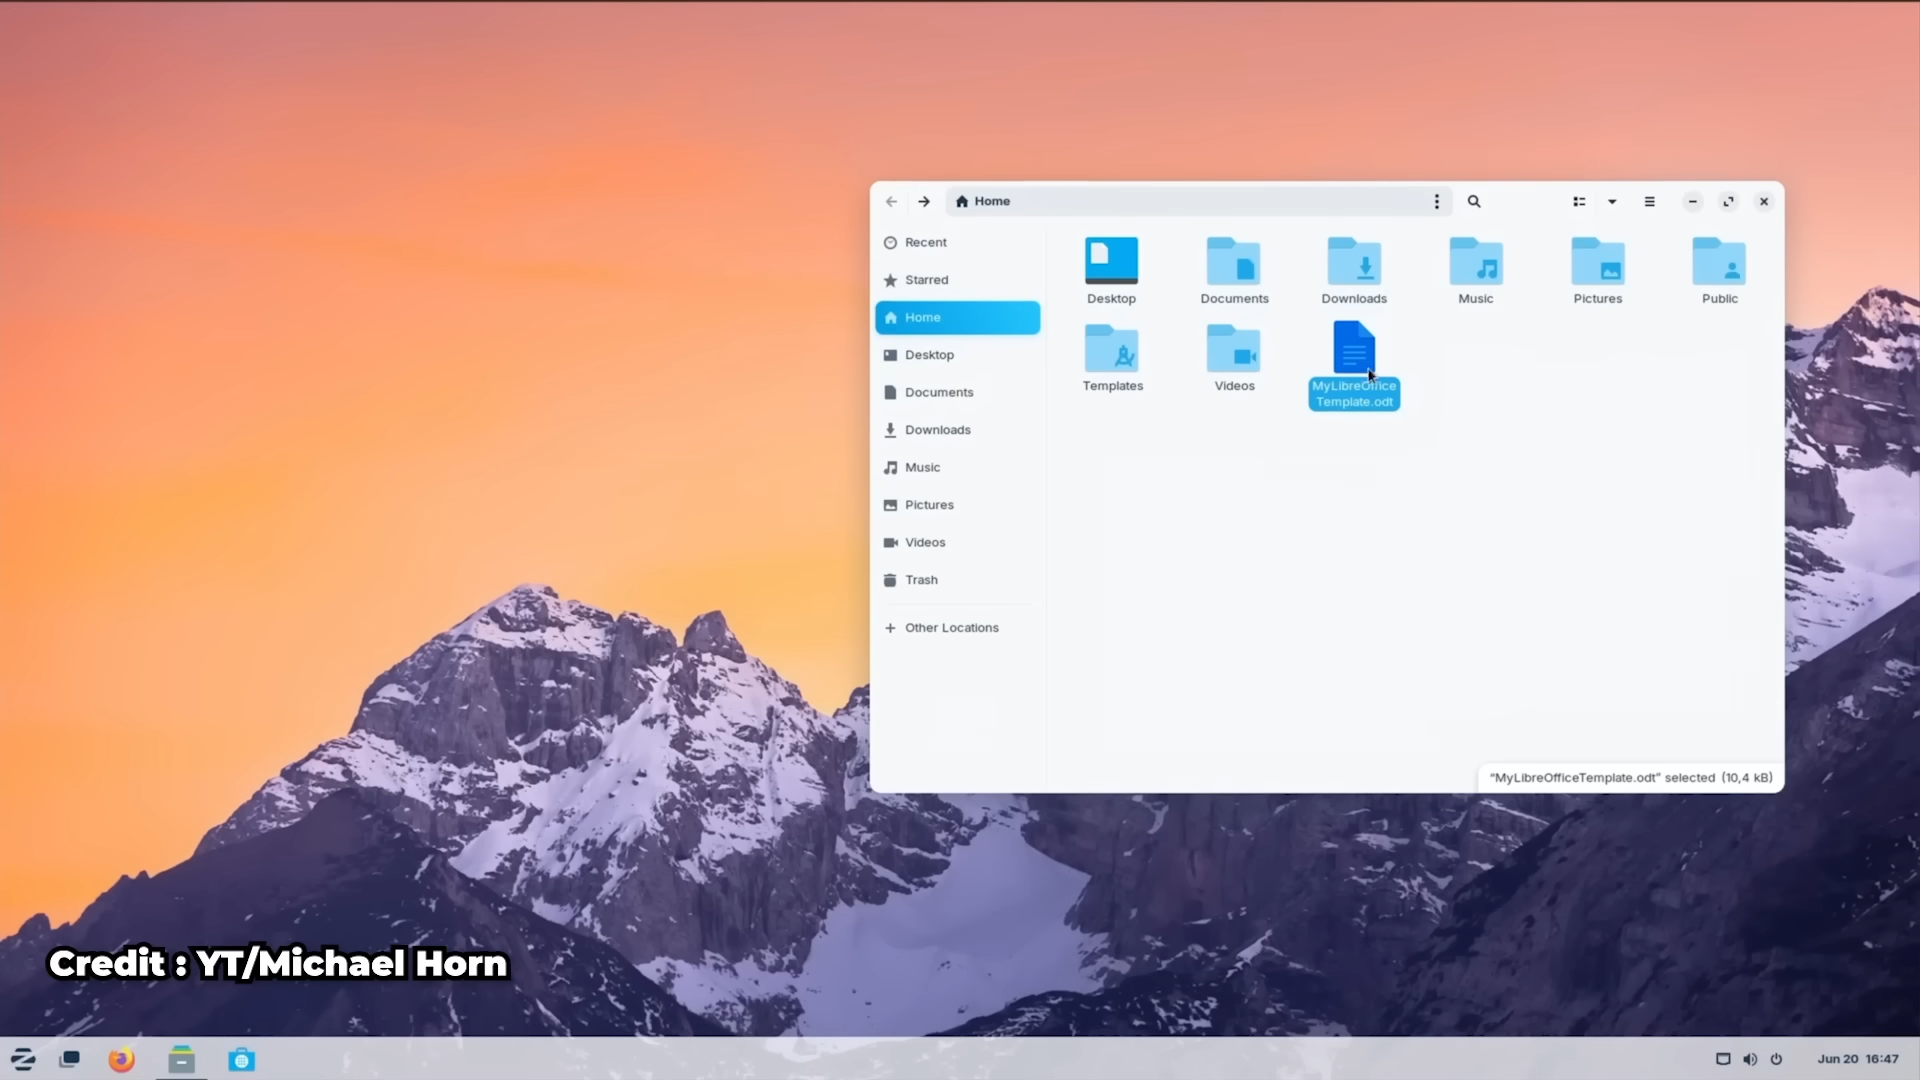 Home
Recent
Starred
Home
Desktop
Documents
Downloads
Music
Pictures
Videos
Trash
Other Locations
Desktop
Documents
Downloads
Music
Pictures
Public
Templates
Videos
MyLibreOffice
Template.odt
“MyLibreOfficeTemplate.odt” selected (10,4 kB)
Credit : YT/Michael Horn
Jun 20 16:47